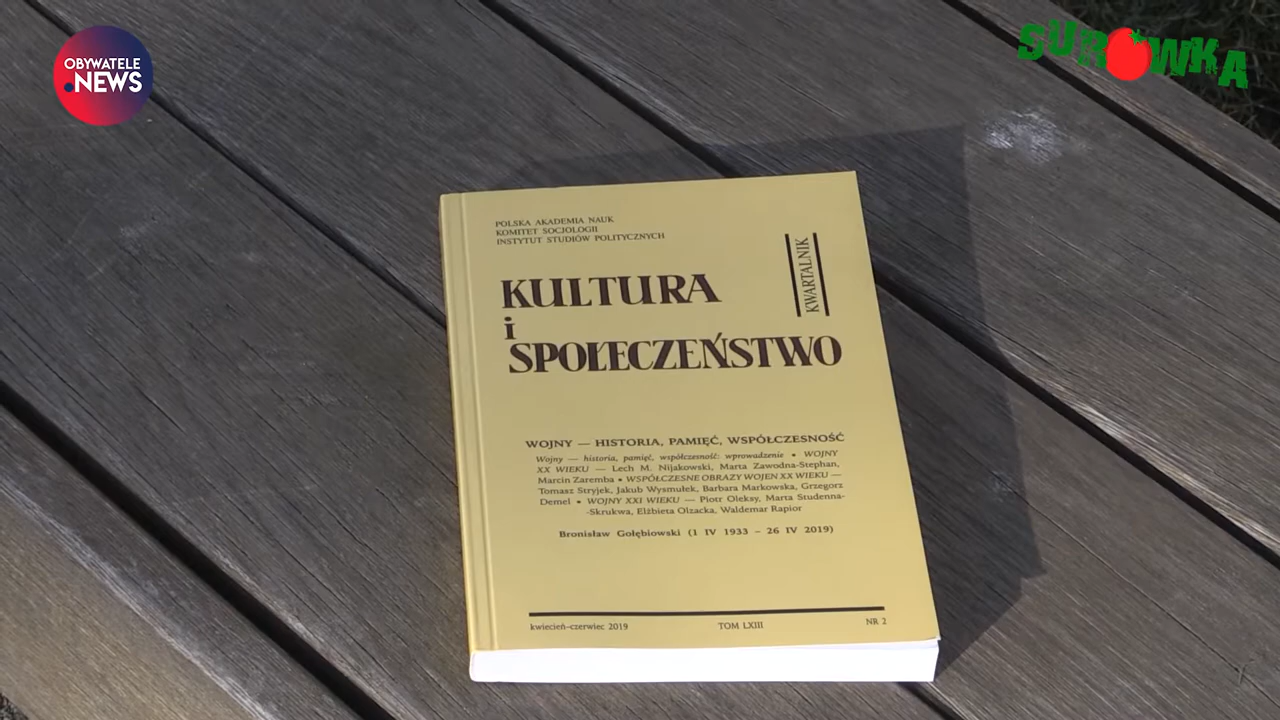 OBYWATELE
.NEWS
SURÓWKA
POLSKA AKADEMIA NAUK
KOMITET SOCJOLOGII
INSTYTUT STUDIÓW POLITYCZNYCH
KWARTALNIK
KULTURA
i
SPOŁECZEŃSTWO
WOJNY — HISTORIA, PAMIĘĆ, WSPÓŁCZESNOŚĆ
Wojny — historia, pamięć, współczesność: wprowadzenie • WOJNY
XX WIEKU — Lech M. Nijakowski, Marta Zawodna-Stephan,
Marcin Zaremba • WSPÓŁCZESNE OBRAZY WOJEN XX WIEKU —
Tomasz Stryjek, Jakub Wysmułek, Barbara Markowska, Grzegorz
Demel • WOJNY XXI WIEKU — Piotr Oleksy, Marta Studenna-
-Skrukwa, Elżbieta Olzacka, Waldemar Rapior
Bronisław Gołębiowski (1 IV 1933 – 26 IV 2019)
kwiecień–czerwiec 2019 TOM LXIII NR 2